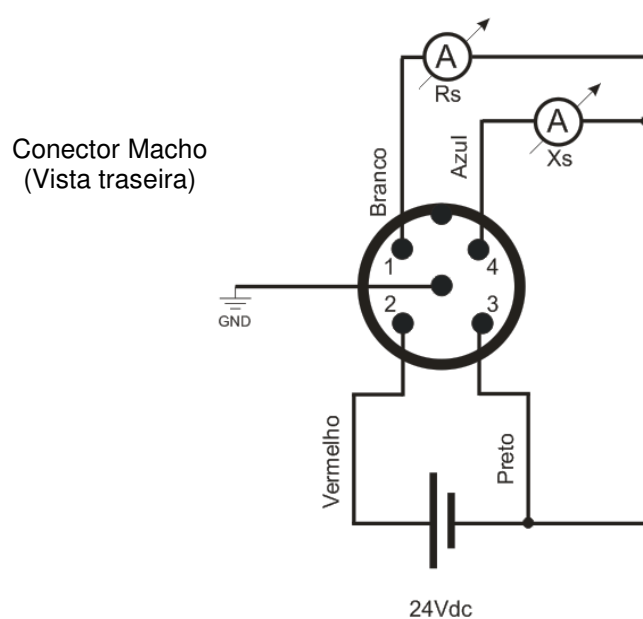 A
Rs
A
Xs
Conector Macho
(Vista traseira)
Branco
Azul
1
4
GND
2
3
Vermelho
Preto
24Vdc